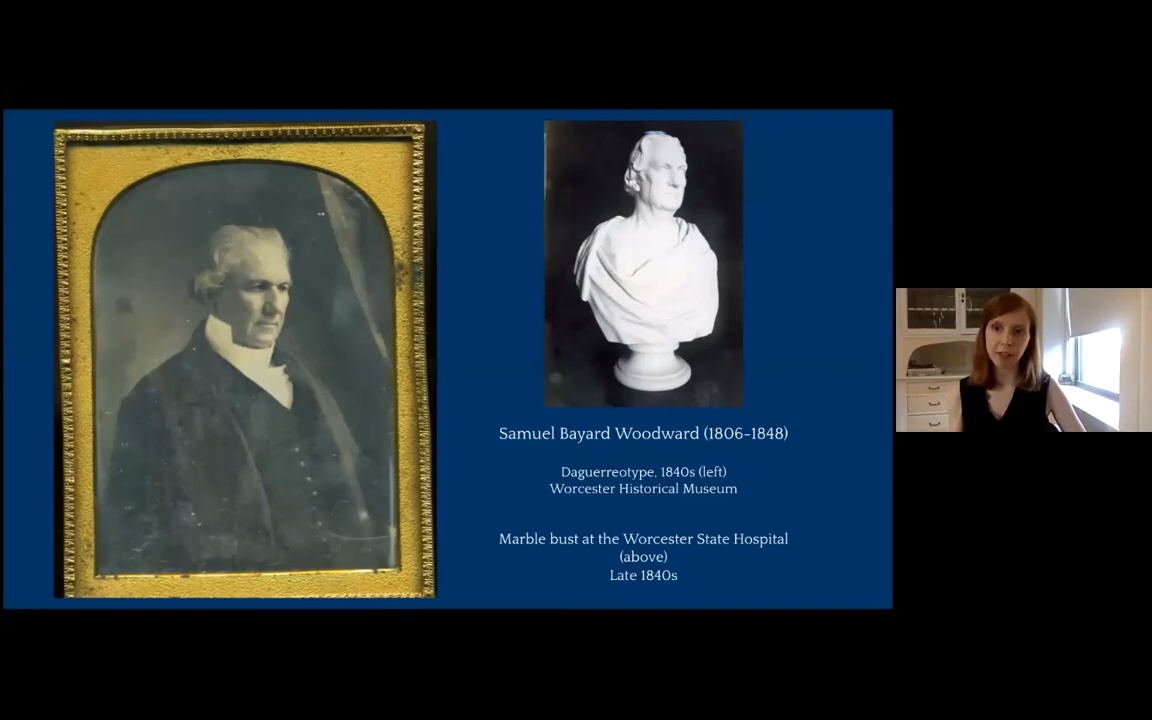 Samuel Bayard Woodward (1806-1848)
Daguerreotype, 1840s (left)
Worcester Historical Museum
Marble bust at the Worcester State Hospital
(above)
Late 1840s